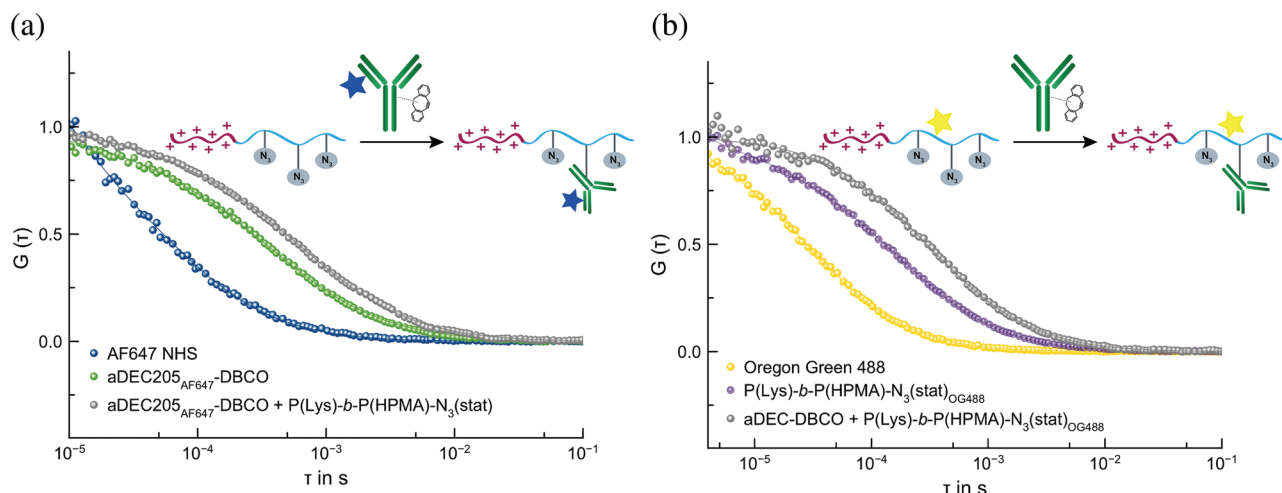 (a)
+ + + + + + + +
N3 N3 N3
N3 N3
G (τ)
1.0
0.5
0.0
AF647 NHS
aDEC205AF647-DBCO
aDEC205AF647-DBCO + P(Lys)-b-P(HPMA)-N3(stat)
10−5 10−4 10−3 10−2 10−1
τ in s
(b)
+ + + + + + + +
N3 N3 N3
N3 N3
G (τ)
1.0
0.5
0.0
Oregon Green 488
P(Lys)-b-P(HPMA)-N3(stat)OG488
aDEC-DBCO + P(Lys)-b-P(HPMA)-N3(stat)OG488
10−5 10−4 10−3 10−2 10−1
τ in s